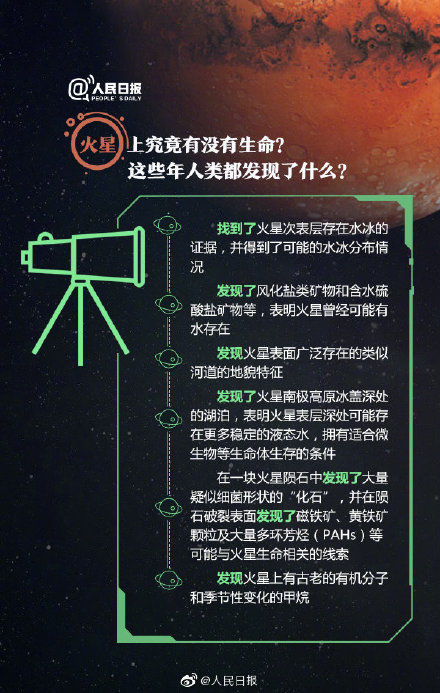 @人民日报
PEOPLE'S DAILY
火星上究竟有没有生命?
这些年人类都发现了什么?
找到了火星次表层存在水冰的
证据，并得到了可能的水冰分布情
况
发现了风化盐类矿物和含水硫
酸盐矿物等，表明火星曾经可能有
水存在
发现火星表面广泛存在的类似
河道的地貌特征
发现了火星南极高原冰盖深处
的湖泊，表明火星表层深处可能存
在更多稳定的液态水，拥有适合微
生物等生命体生存的条件
在一块火星陨石中发现了大量
疑似细菌形状的“化石”，并在陨
石破裂表面发现了磁铁矿、黄铁矿
颗粒及大量多环芳烃（PAHs）等
可能与火星生命相关的线索
发现火星上有古老的有机分子
和季节性变化的甲烷
@人民日报